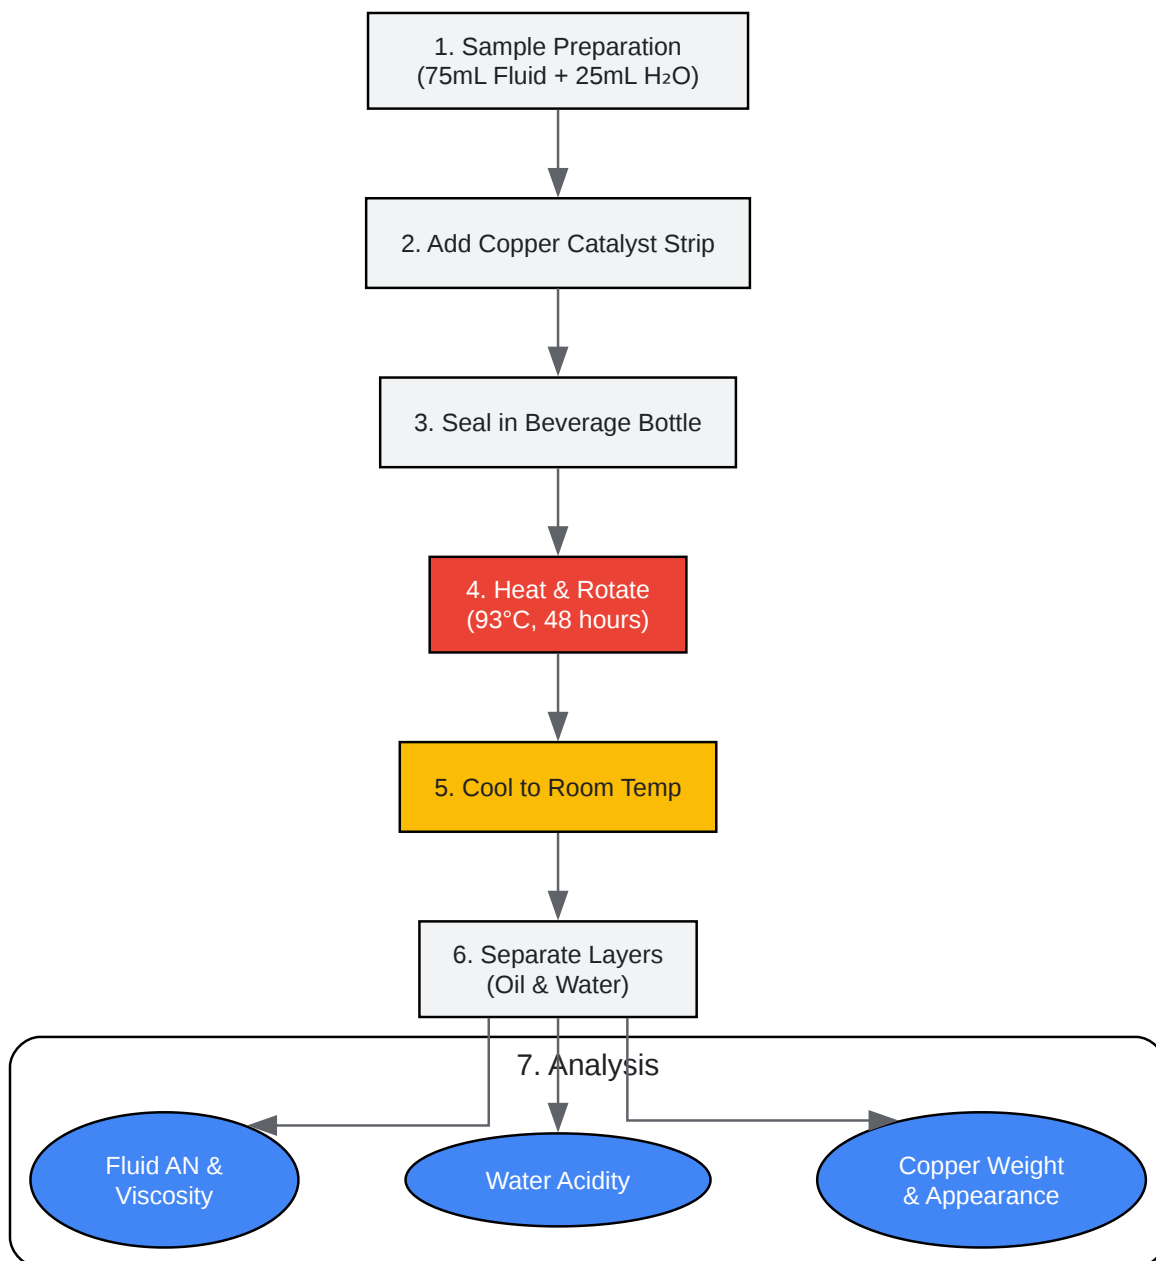 1. Sample Preparation
(75mL Fluid + 25mL H₂O)
2. Add Copper Catalyst Strip
3. Seal in Beverage Bottle
4. Heat & Rotate
(93°C, 48 hours)
5. Cool to Room Temp
6. Separate Layers
(Oil & Water)
7. Analysis
Fluid AN &
Viscosity
Water Acidity
Copper Weight
& Appearance